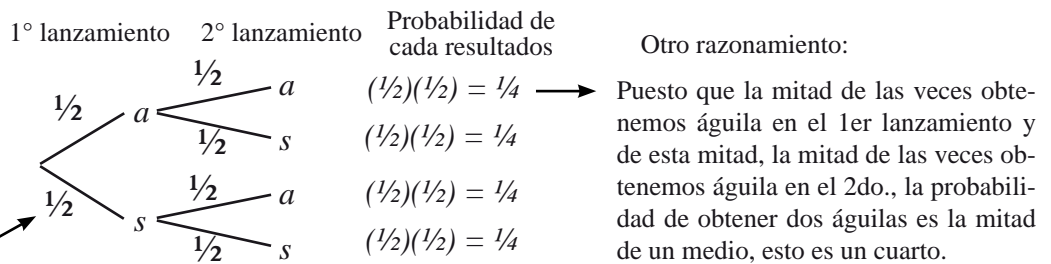 1° lanzamiento 2° lanzamiento Probabilidad de
cada resultados
Otro razonamiento:
½ a ½ a (½)(½) = ¼
½ s (½)(½) = ¼
½ s ½ a (½)(½) = ¼
½ s (½)(½) = ¼
Puesto que la mitad de las veces obte-
nemos águila en el 1er lanzamiento y
de esta mitad, la mitad de las veces ob-
tenemos águila en el 2do., la probabili-
dad de obtener dos águilas es la mitad
de un medio, esto es un cuarto.